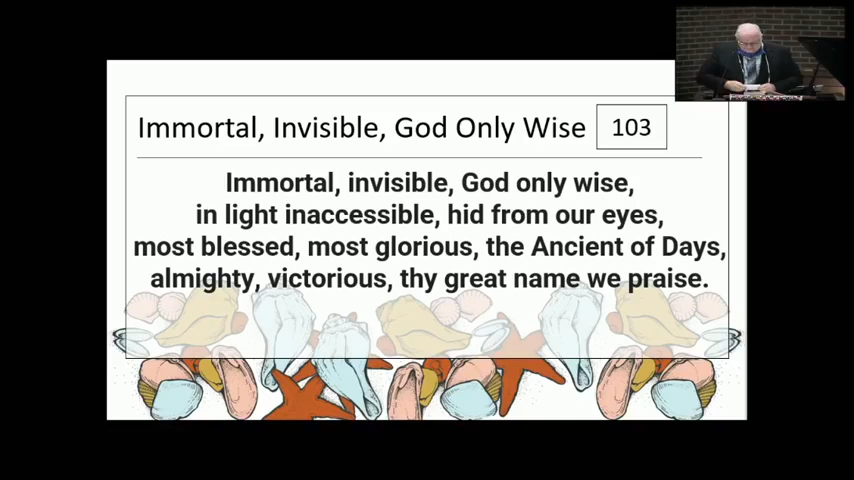 Immortal, Invisible, God Only Wise 103
Immortal, invisible, God only wise,
in light inaccessible, hid from our eyes,
most blessed, most glorious, the Ancient of Days,
almighty, victorious, thy great name we praise.